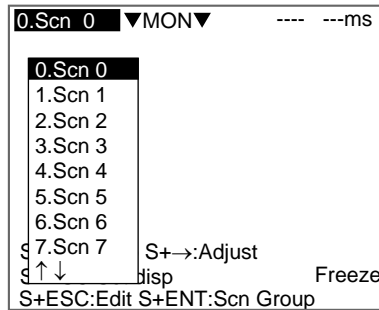 0.Scn 0 ▼MON▼ ---- ---ms
0.Scn 0
1.Scn 1
2.Scn 2
3.Scn 3
4.Scn 4
5.Scn 5
6.Scn 6
7.Scn 7
↑↓
S+→:Adjust
Freeze
S+ESC:Edit S+ENT:Scn Group